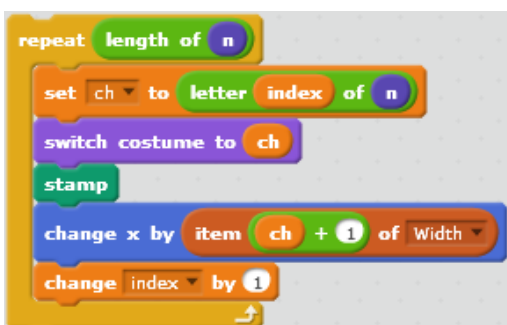 repeat length of n
set ch to letter index of n
switch costume to ch
stamp
change x by item ch + 1 of Width
change index by 1